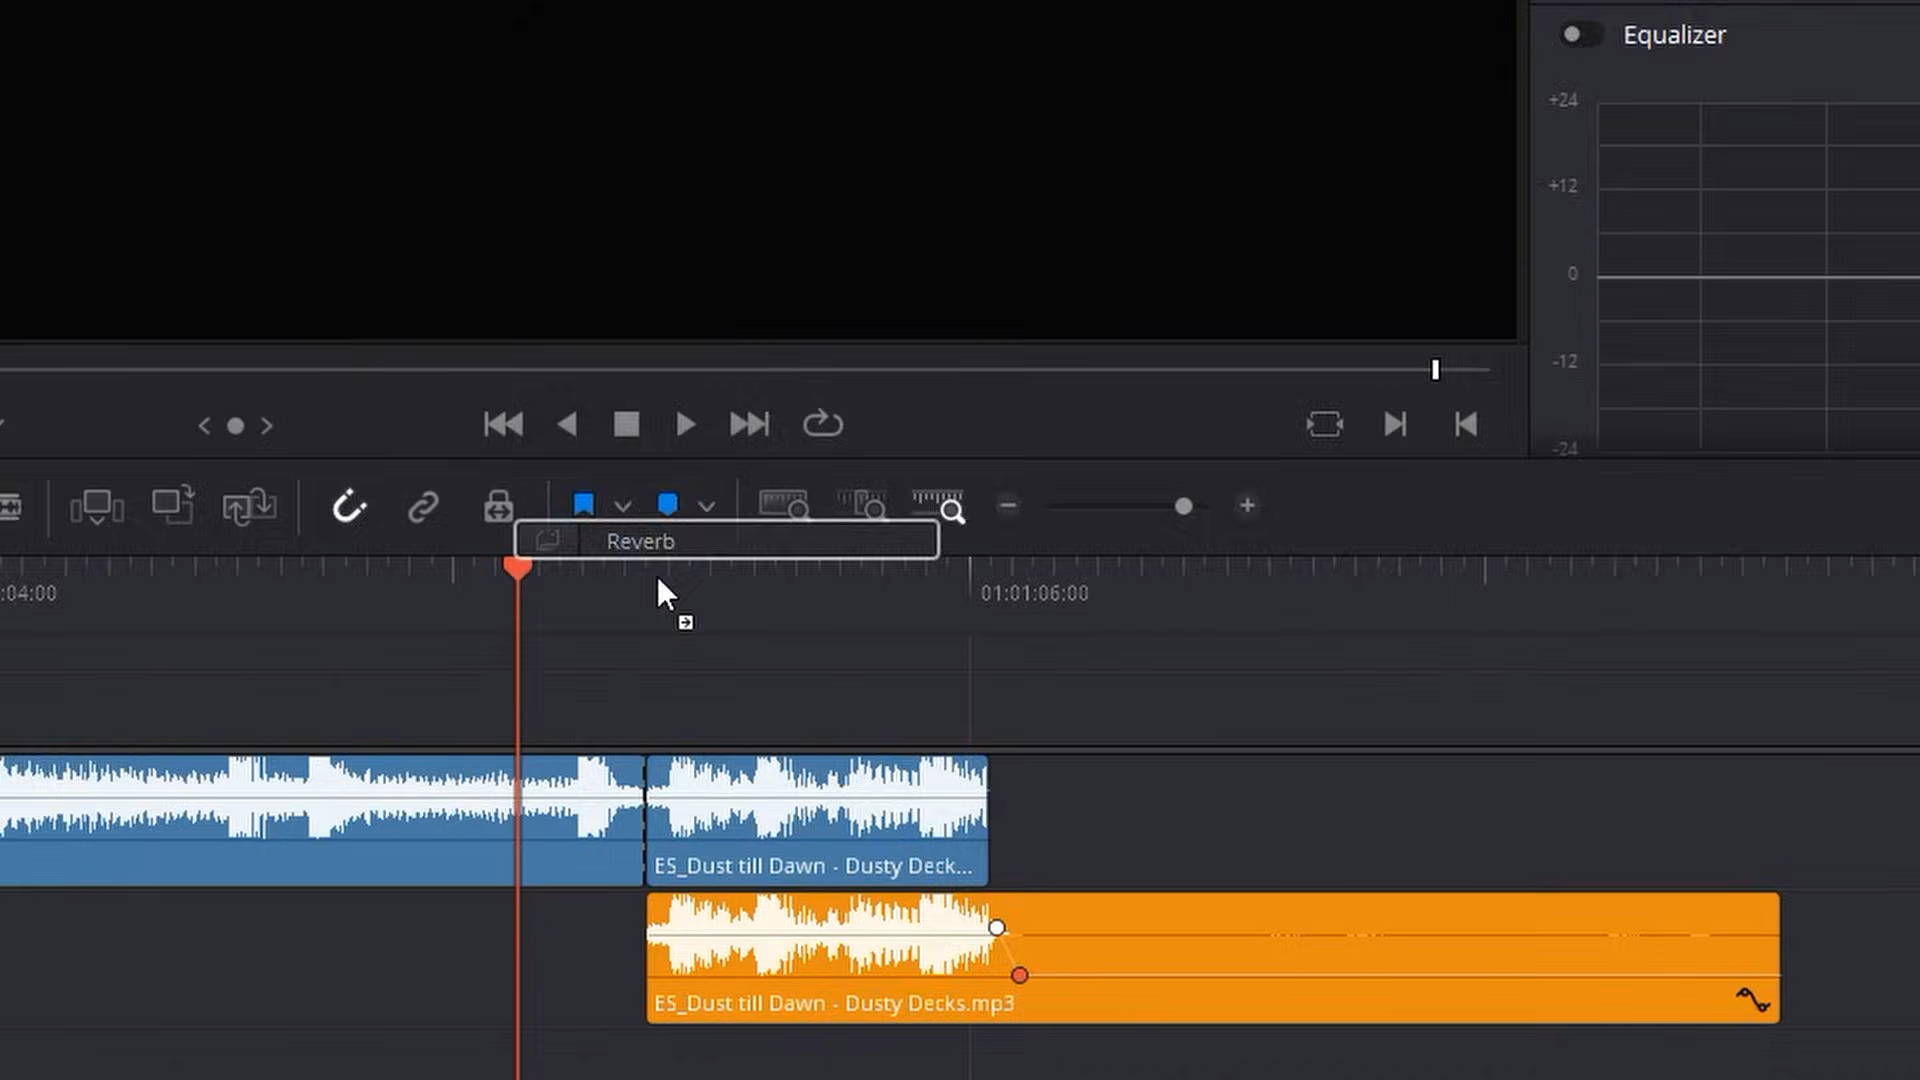 Equalizer
+24
+12
0
-12
-24
Reverb
:04:00
01:01:06:00
ES_Dust till Dawn - Dusty Deck...
ES_Dust till Dawn - Dusty Decks.mp3